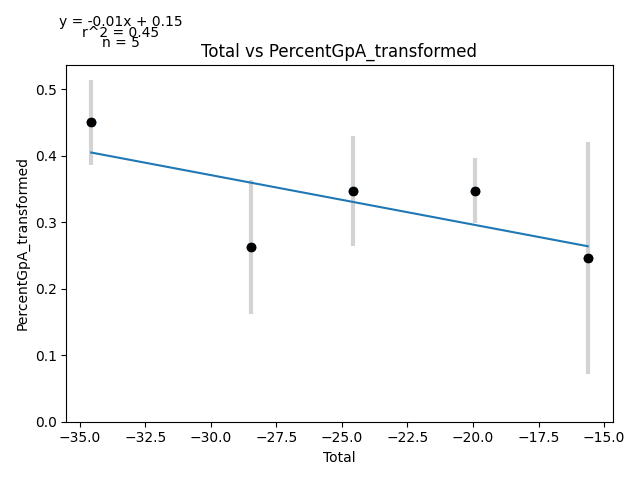 y = -0.01x + 0.15
r^2 = 0.45
n = 5
Total vs PercentGpA_transformed
PercentGpA_transformed
0.5
0.4
0.3
0.2
0.1
0.0
−35.0 −32.5 −30.0 −27.5 −25.0 −22.5 −20.0 −17.5 −15.0
Total